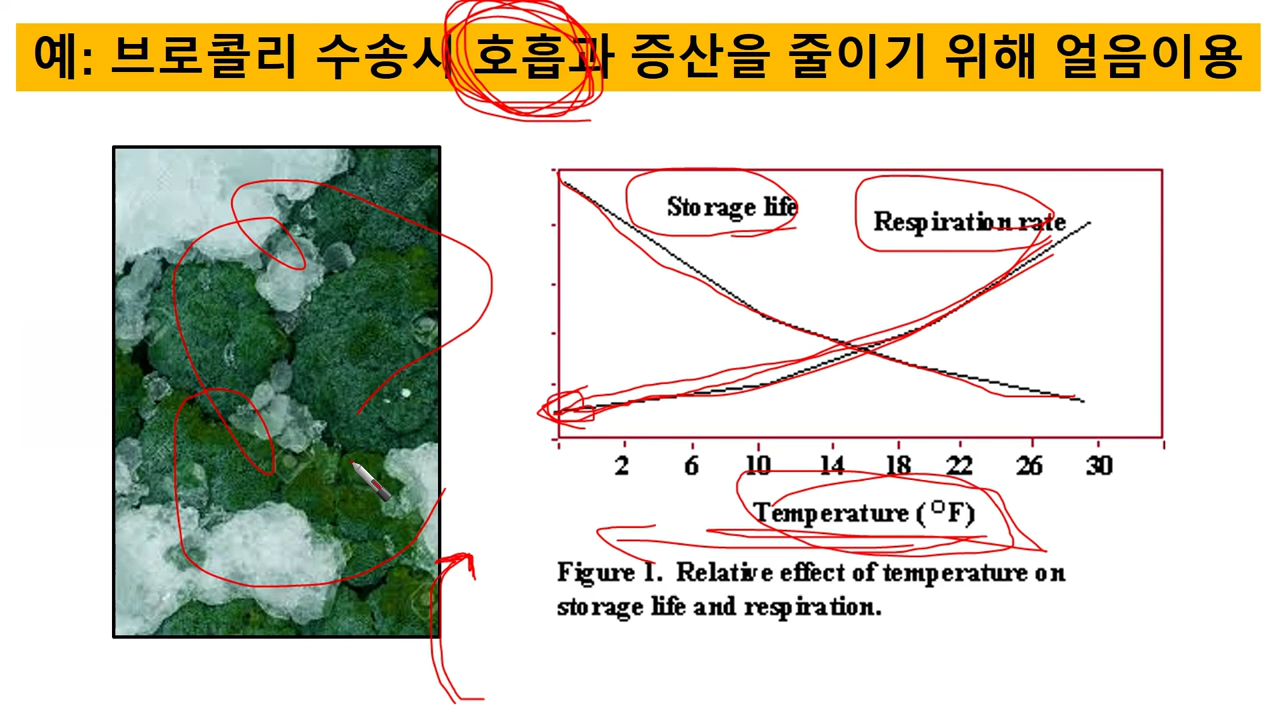 예: 브로콜리 수송시 호흡과 증산을 줄이기 위해 얼음이용
Storage life
Respiration rate
2 6 10 14 18 22 26 30
Temperature (°F)
Figure 1. Relative effect of temperature on
storage life and respiration.